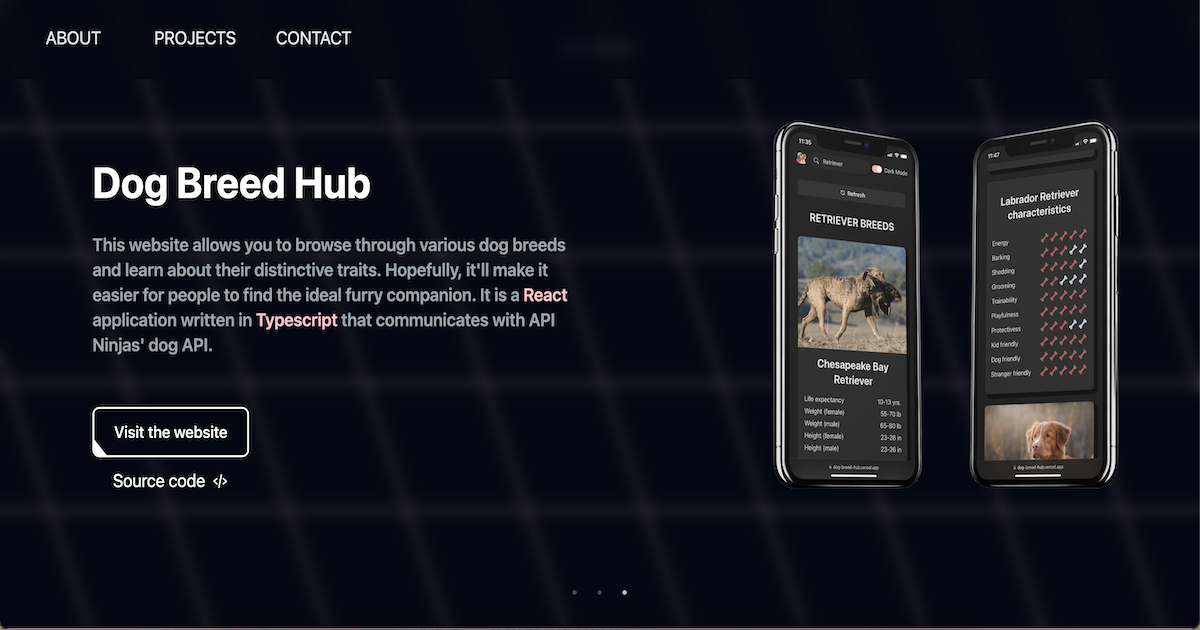 ABOUT PROJECTS CONTACT
Dog Breed Hub
This website allows you to browse through various dog breeds
and learn about their distinctive traits. Hopefully, it'll make it
easier for people to find the ideal furry companion. It is a React
application written in Typescript that communicates with API
Ninjas' dog API.
Visit the website
Source code </>
11:35
Retriever
Dark Mode
Refresh
RETRIEVER BREEDS
Chesapeake Bay
Retriever
Life expectancy 10-13 yrs.
Weight (female) 55-70 lb
Weight (male) 65-80 lb
Height (female) 23-26 in
Height (male) 23-26 in
dog-breed-hub.vercel.app
11:47
Labrador Retriever
characteristics
Energy
Barking
Shedding
Grooming
Trainability
Playfulness
Protectiveness
Kid friendly
Dog friendly
Stranger friendly
dog-breed-hub.vercel.app